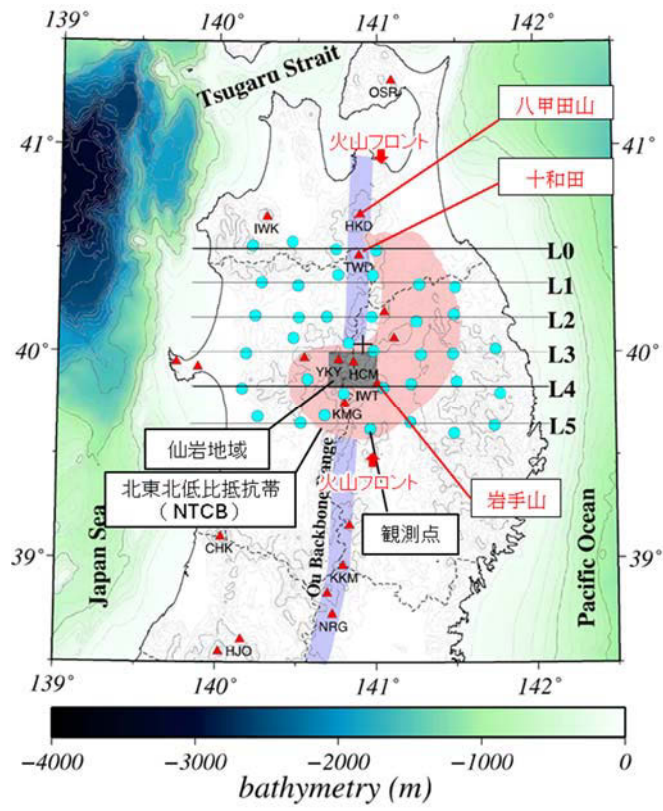 139° 140° 141° 142°
Tsugaru Strait
OSR
八甲田山
41° 41°
火山フロント
十和田
IWK
HKD
TWD
L0
L1
L2
40° 40°
L3
YKY HCM
L4
IWT
KMG
L5
仙岩地域
北東北低比抵抗帯
(NTCB)
火山フロント
岩手山
観測点
Ou Backbone range
Japan Sea
Pacific Ocean
CHK
39° 39°
KKM
NRG
HJO
139° 140° 141° 142°
-4000 -3000 -2000 -1000 0
bathymetry (m)